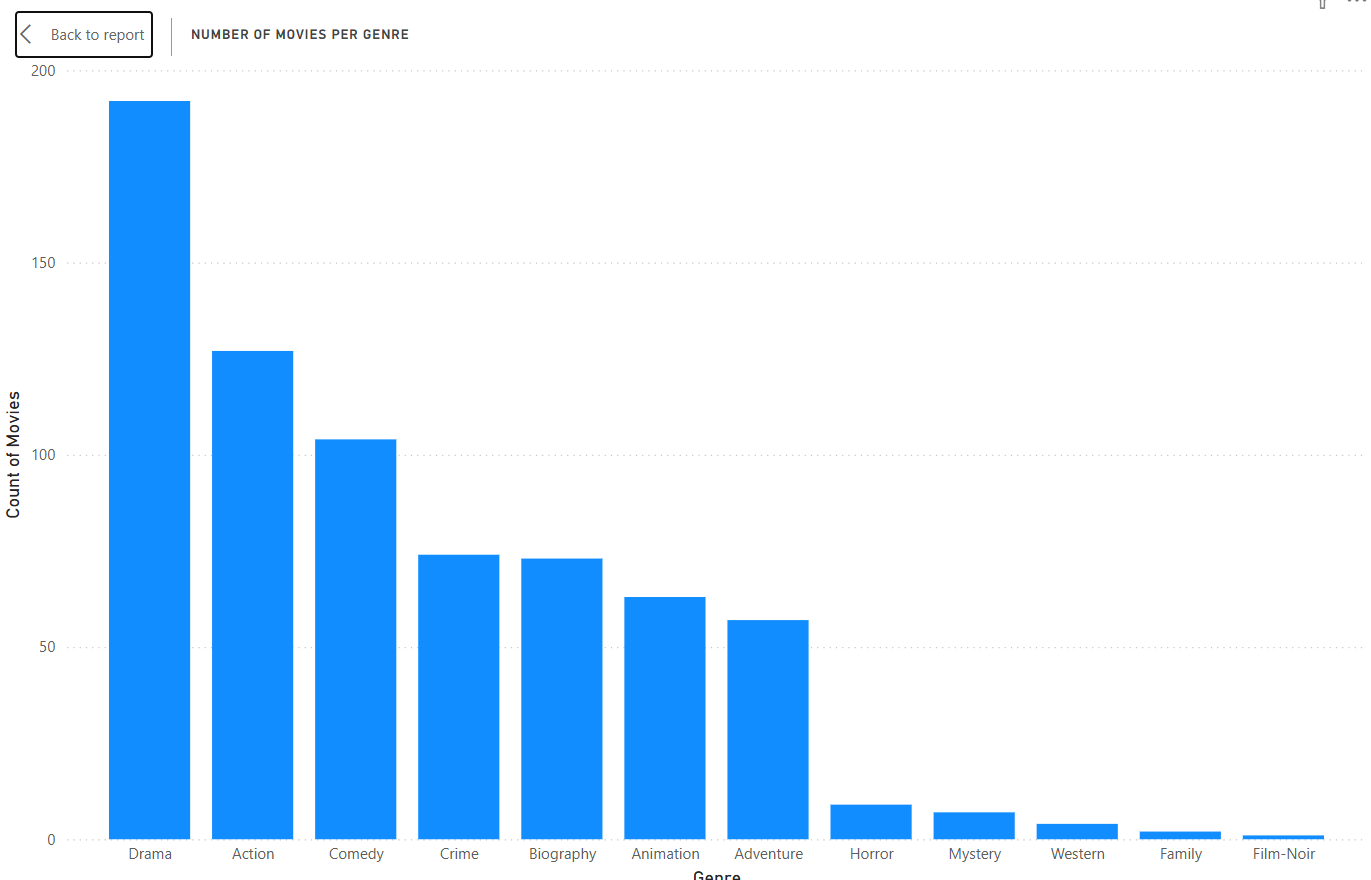 Back to report
NUMBER OF MOVIES PER GENRE
200
150
100
50
0
Count of Movies
Drama Action Comedy Crime Biography Animation Adventure Horror Mystery Western Family Film-Noir
Genre